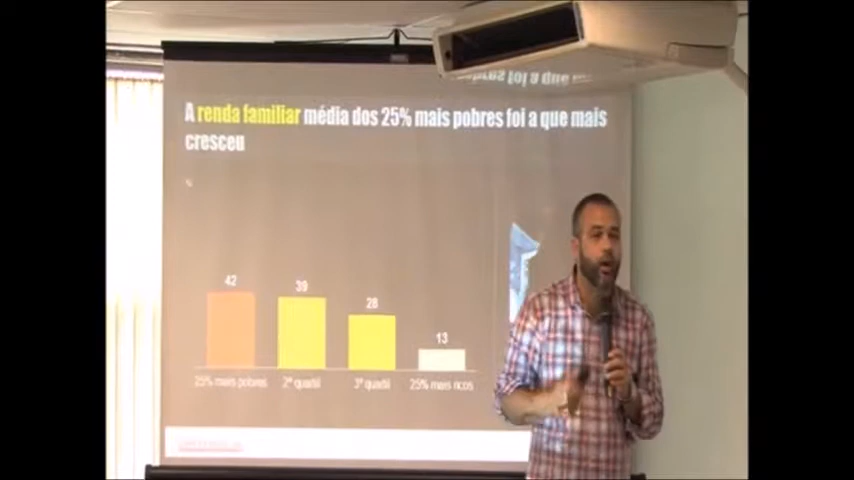 A renda familiar média dos 25% mais pobres foi a que mais
cresceu
%
42
39
28
13
25% mais pobres 2º quartil 3º quartil 25% mais ricos